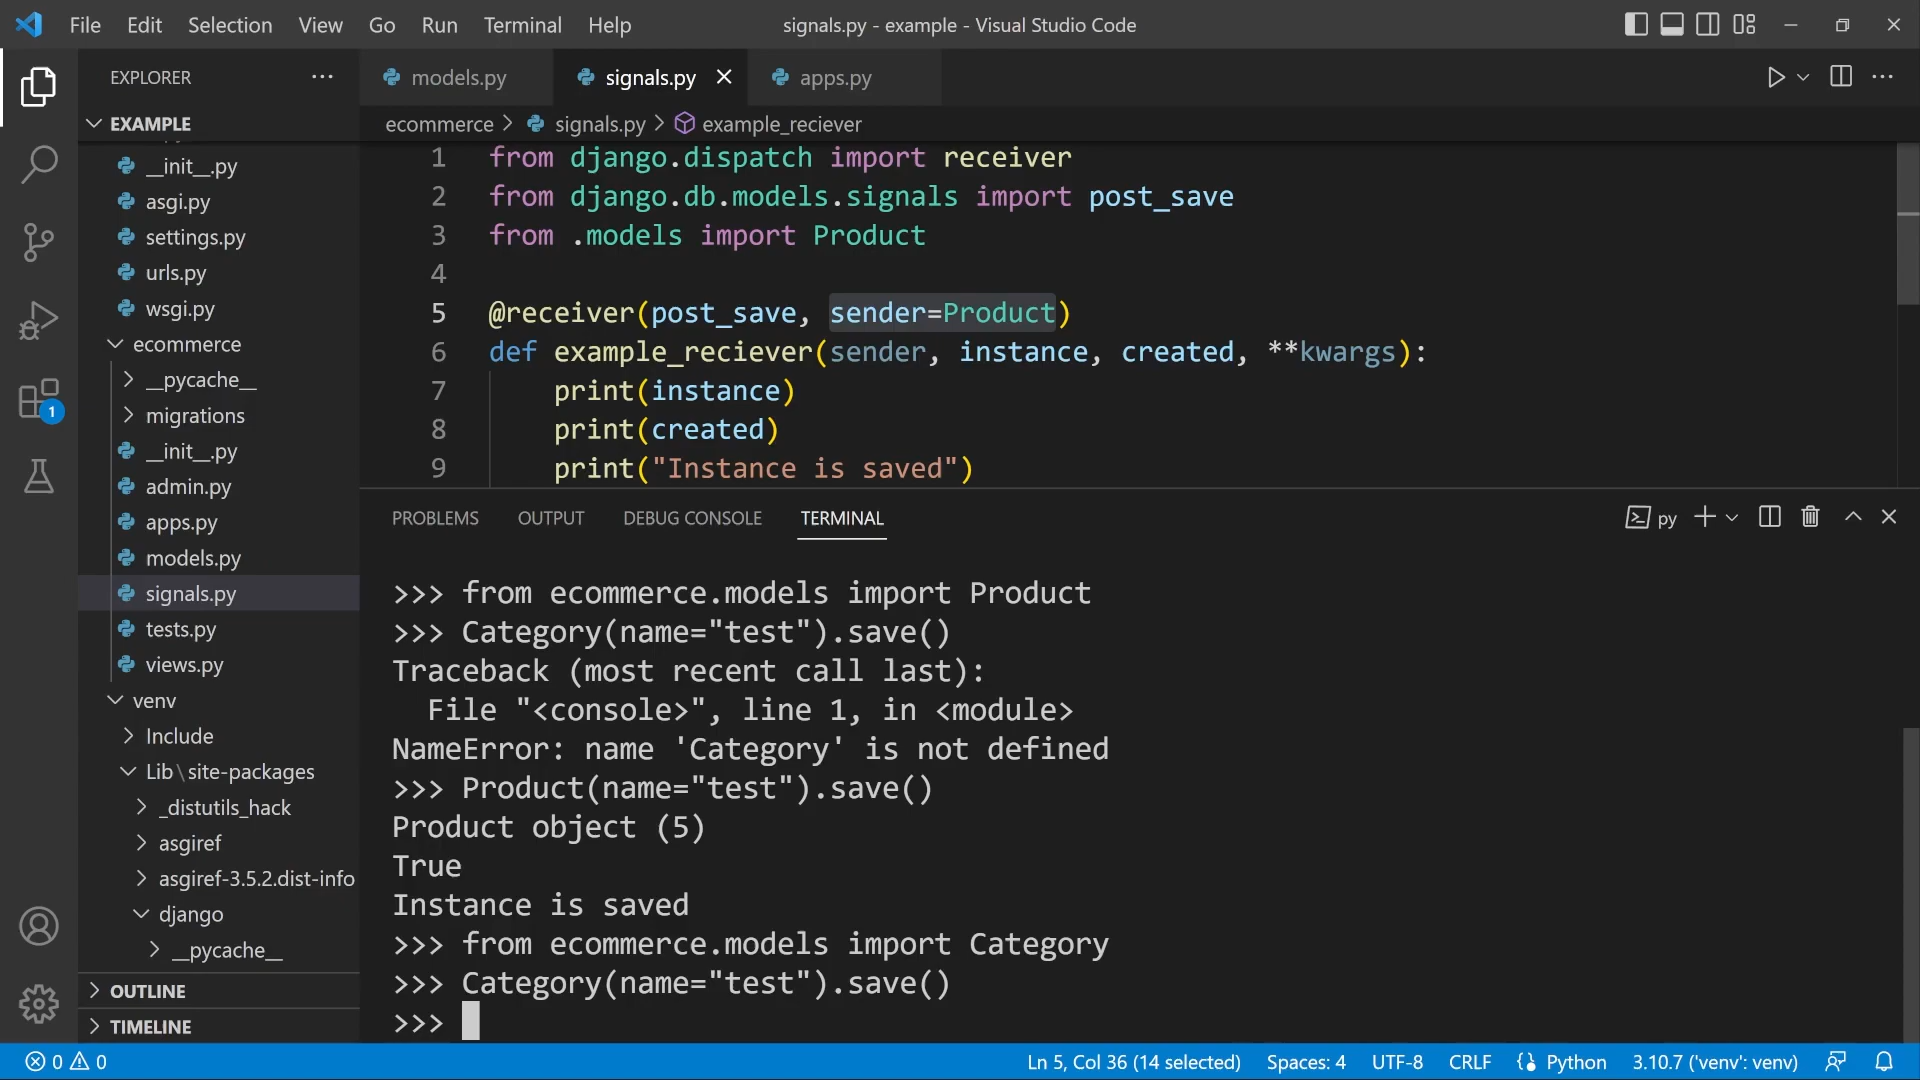 File Edit Selection View Go Run Terminal Help
signals.py - example - Visual Studio Code
EXPLORER
EXAMPLE
__init__.py
asgi.py
settings.py
urls.py
wsgi.py
ecommerce
__pycache__
migrations
__init__.py
admin.py
apps.py
models.py
signals.py
tests.py
views.py
venv
Include
Lib\site-packages
_distutils_hack
asgiref
asgiref-3.5.2.dist-info
django
__pycache__
OUTLINE
TIMELINE
1
models.py signals.py apps.py
ecommerce > signals.py > example_reciever
1 from django.dispatch import receiver
2 from django.db.models.signals import post_save
3 from .models import Product
4
5 @receiver(post_save, sender=Product)
6 def example_reciever(sender, instance, created, **kwargs):
7 print(instance)
8 print(created)
9 print("Instance is saved")
PROBLEMS OUTPUT DEBUG CONSOLE TERMINAL
py
>>> from ecommerce.models import Product
>>> Category(name="test").save()
Traceback (most recent call last):
File "<console>", line 1, in <module>
NameError: name 'Category' is not defined
>>> Product(name="test").save()
Product object (5)
True
Instance is saved
>>> from ecommerce.models import Category
>>> Category(name="test").save()
>>>
0 0
Ln 5, Col 36 (14 selected) Spaces: 4 UTF-8 CRLF Python 3.10.7 ('venv': venv)